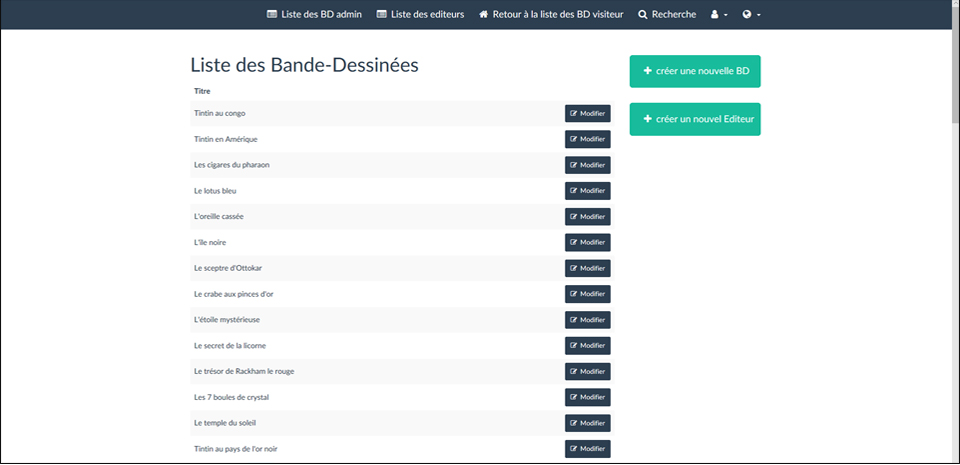 Liste des BD admin Liste des editeurs Retour à la liste des BD visiteur Recherche
Liste des Bande-Dessinées
créer une nouvelle BD
créer un nouvel Editeur
Titre
Tintin au congo Modifier
Tintin en Amérique Modifier
Les cigares du pharaon Modifier
Le lotus bleu Modifier
L'oreille cassée Modifier
L'île noire Modifier
Le sceptre d'Ottokar Modifier
Le crabe aux pinces d'or Modifier
L'étoile mystérieuse Modifier
Le secret de la licorne Modifier
Le trésor de Rackham le rouge Modifier
Les 7 boules de crystal Modifier
Le temple du soleil Modifier
Tintin au pays de l'or noir Modifier